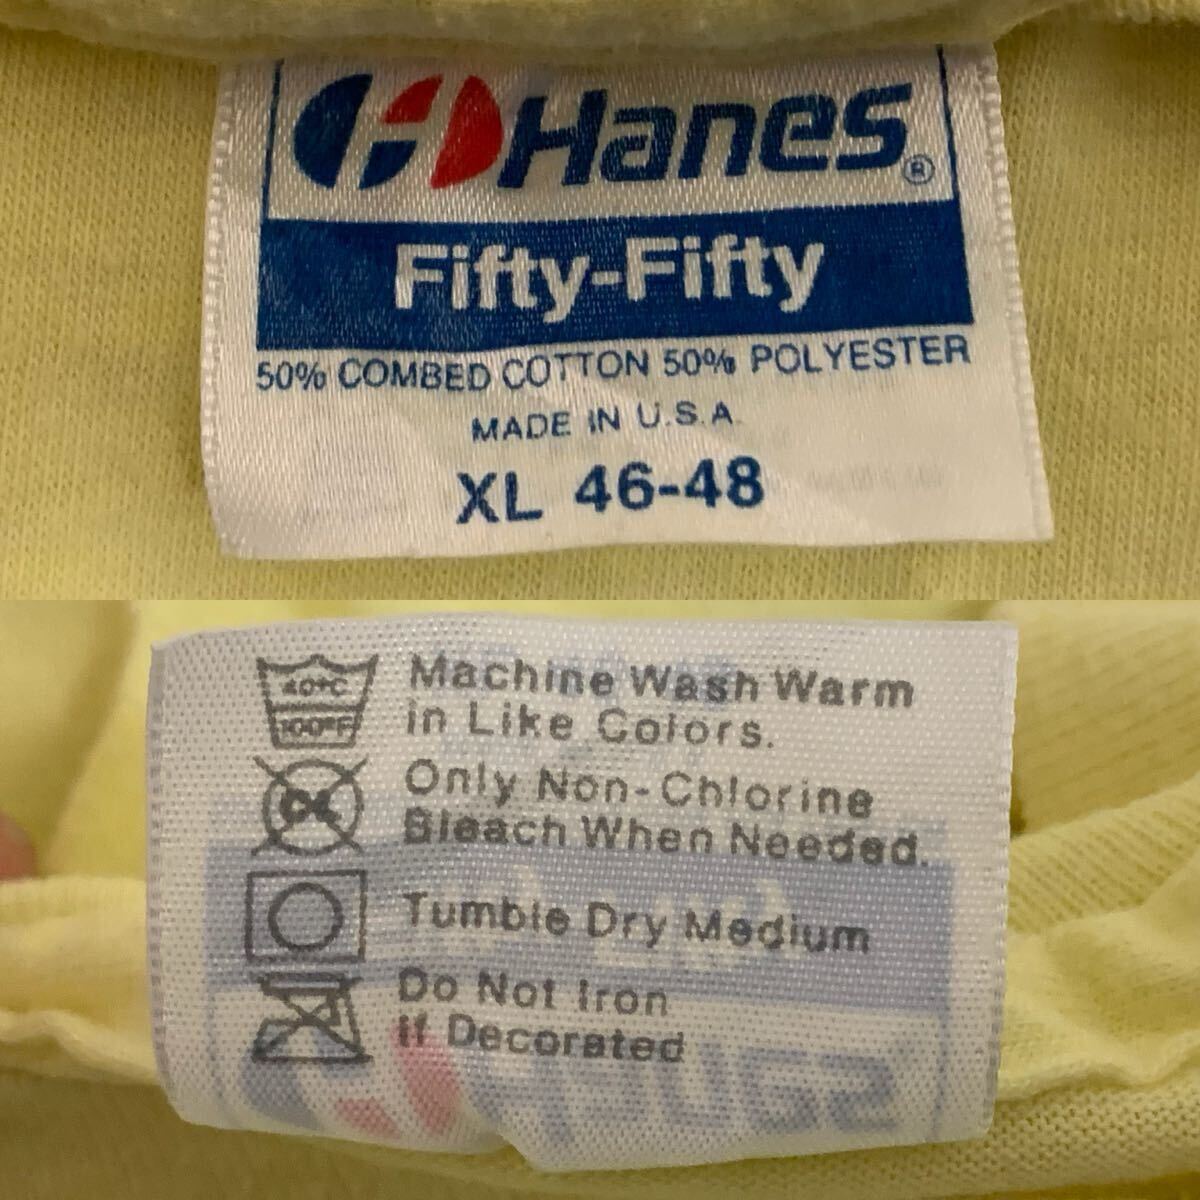 Hanes®
Fifty-Fifty
50% COMBED COTTON 50% POLYESTER
MADE IN U.S.A.
XL 46-48
40°C
100°F
Machine Wash Warm
in Like Colors.
CL
Only Non-Chlorine
Bleach When Needed.
Tumble Dry Medium
Do Not Iron
if Decorated